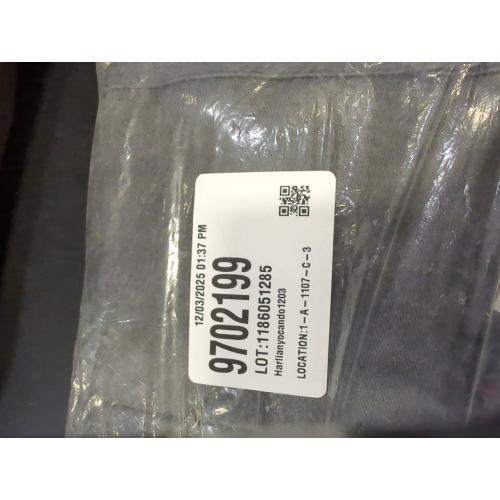 12/03/2025 01:37 PM
9702199
LOT:1186051285
Harlianyocando1203
LOCATION:1-A-1107-C-3